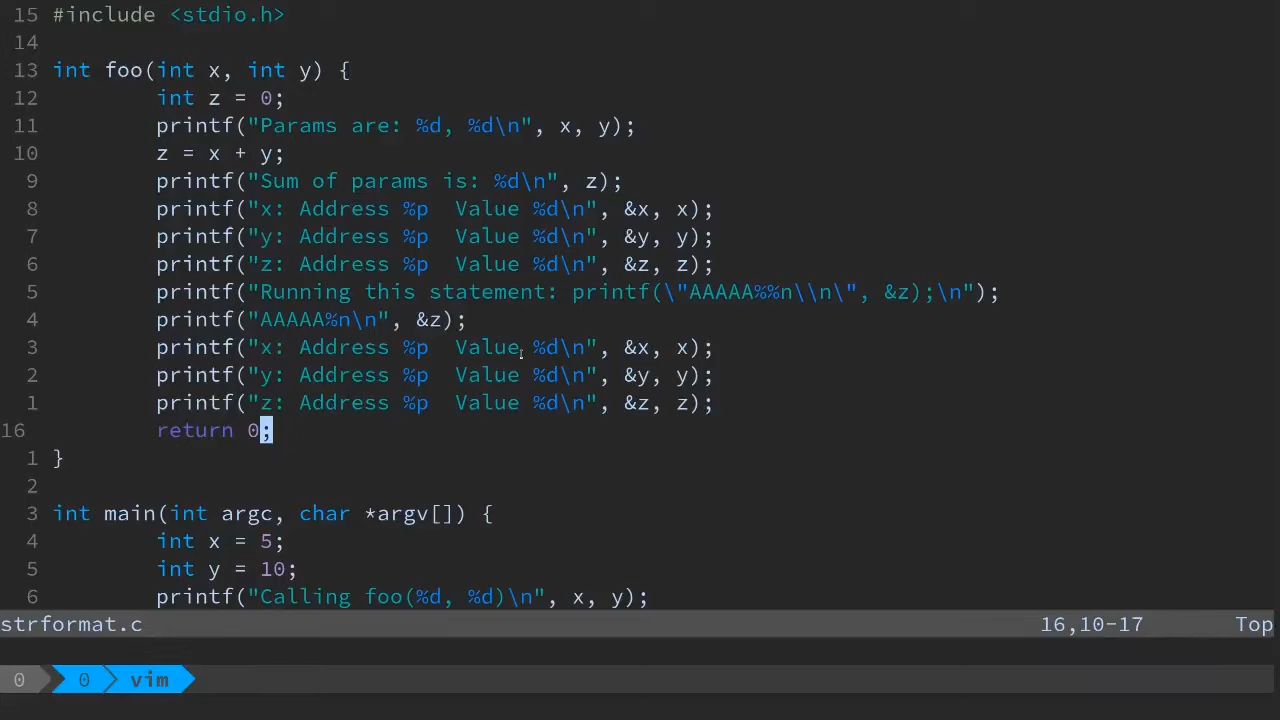 15 #include <stdio.h>
14
13 int foo(int x, int y) {
12         int z = 0;
11         printf("Params are: %d, %d\n", x, y);
10         z = x + y;
9         printf("Sum of params is: %d\n", z);
8         printf("x: Address %p  Value %d\n", &x, x);
7         printf("y: Address %p  Value %d\n", &y, y);
6         printf("z: Address %p  Value %d\n", &z, z);
5         printf("Running this statement: printf(\"AAAAA%%n\\n\", &z);\n");
4         printf("AAAAA%n\n", &z);
3         printf("x: Address %p  Value %d\n", &x, x);
2         printf("y: Address %p  Value %d\n", &y, y);
1         printf("z: Address %p  Value %d\n", &z, z);
16         return 0;
1 }
2
3 int main(int argc, char *argv[]) {
4         int x = 5;
5         int y = 10;
6         printf("Calling foo(%d, %d)\n", x, y);
strformat.c 16,10-17 Top
0 0 vim